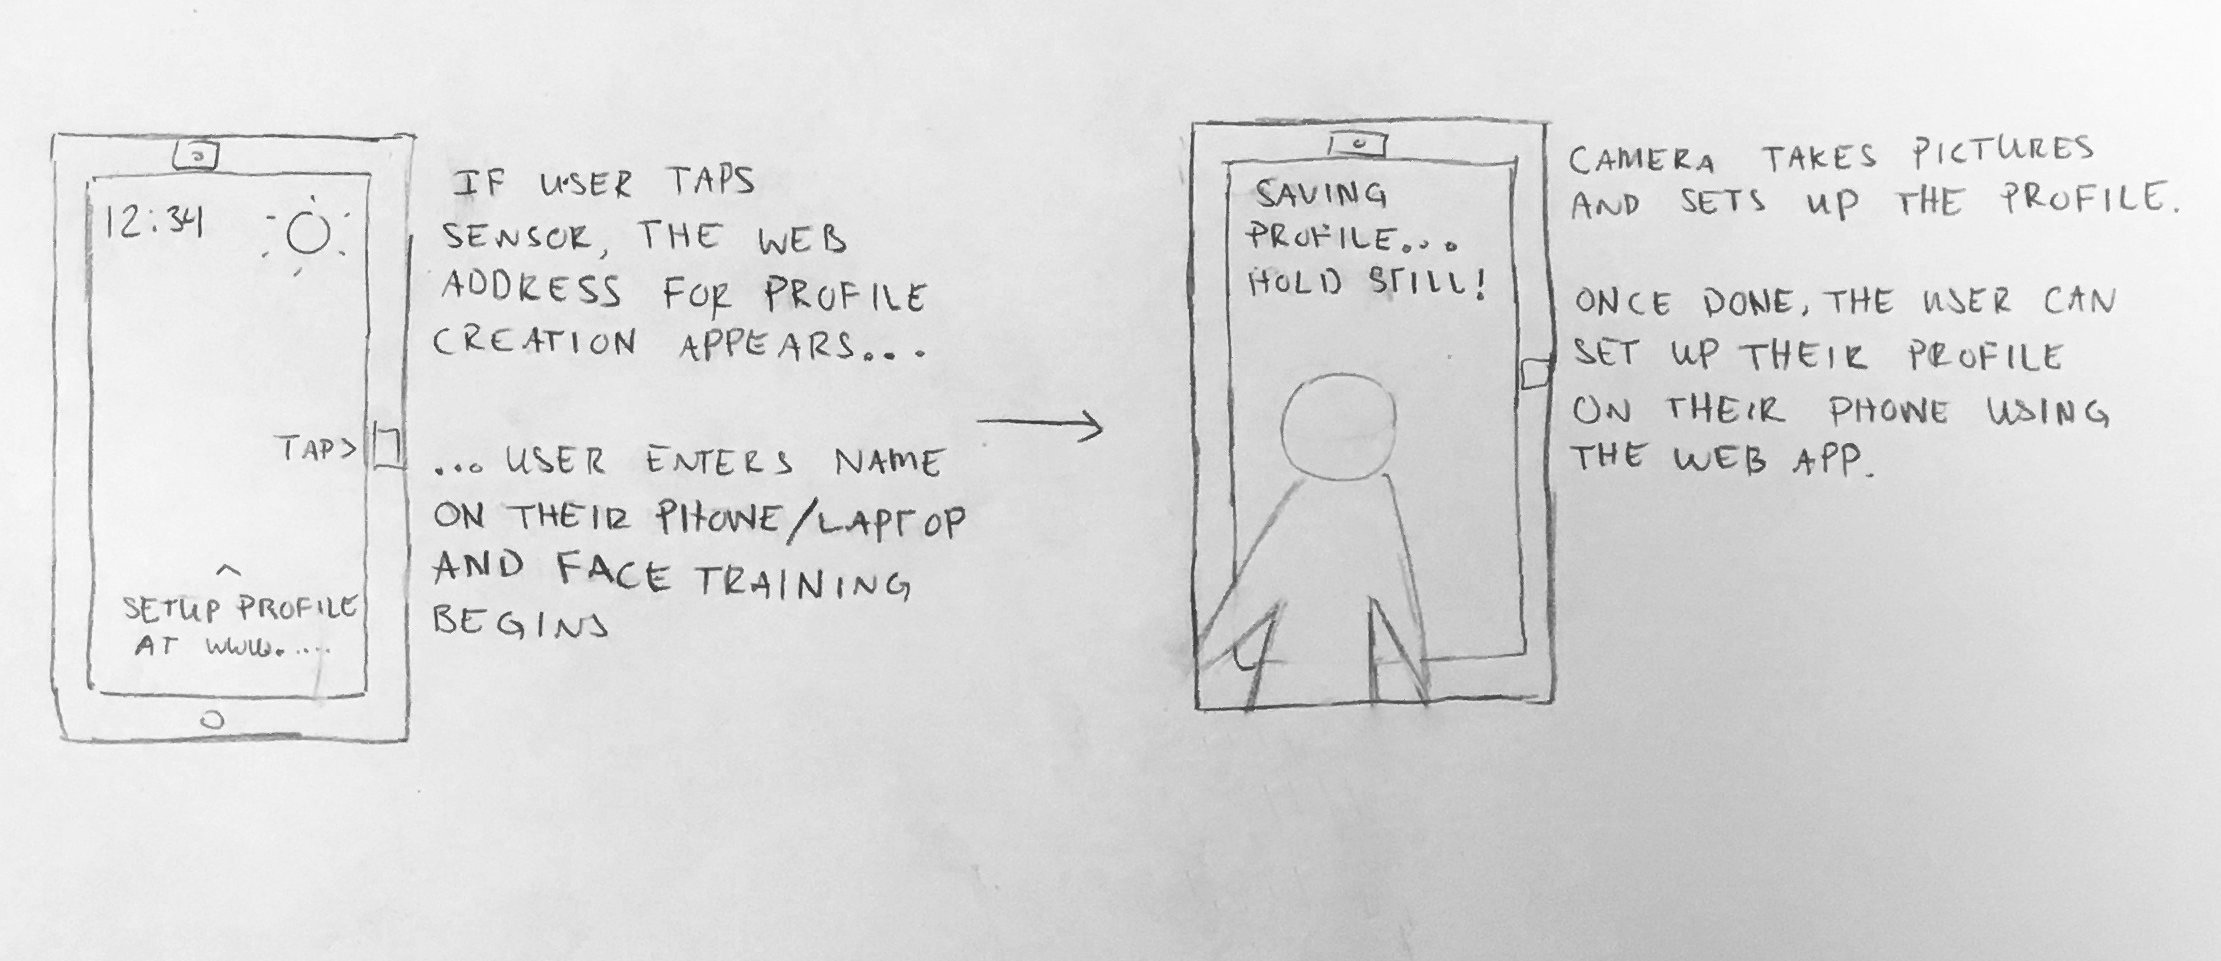 12:34
TAP>
SETUP PROFILE
AT WWW.....
IF USER TAPS
SENSOR, THE WEB
ADDRESS FOR PROFILE
CREATION APPEARS...
... USER ENTERS NAME
ON THEIR PHONE/LAPTOP
AND FACE TRAINING
BEGINS
SAVING
PROFILE...
HOLD STILL!
CAMERA TAKES PICTURES
AND SETS UP THE PROFILE.
ONCE DONE, THE USER CAN
SET UP THEIR PROFILE
ON THEIR PHONE USING
THE WEB APP.